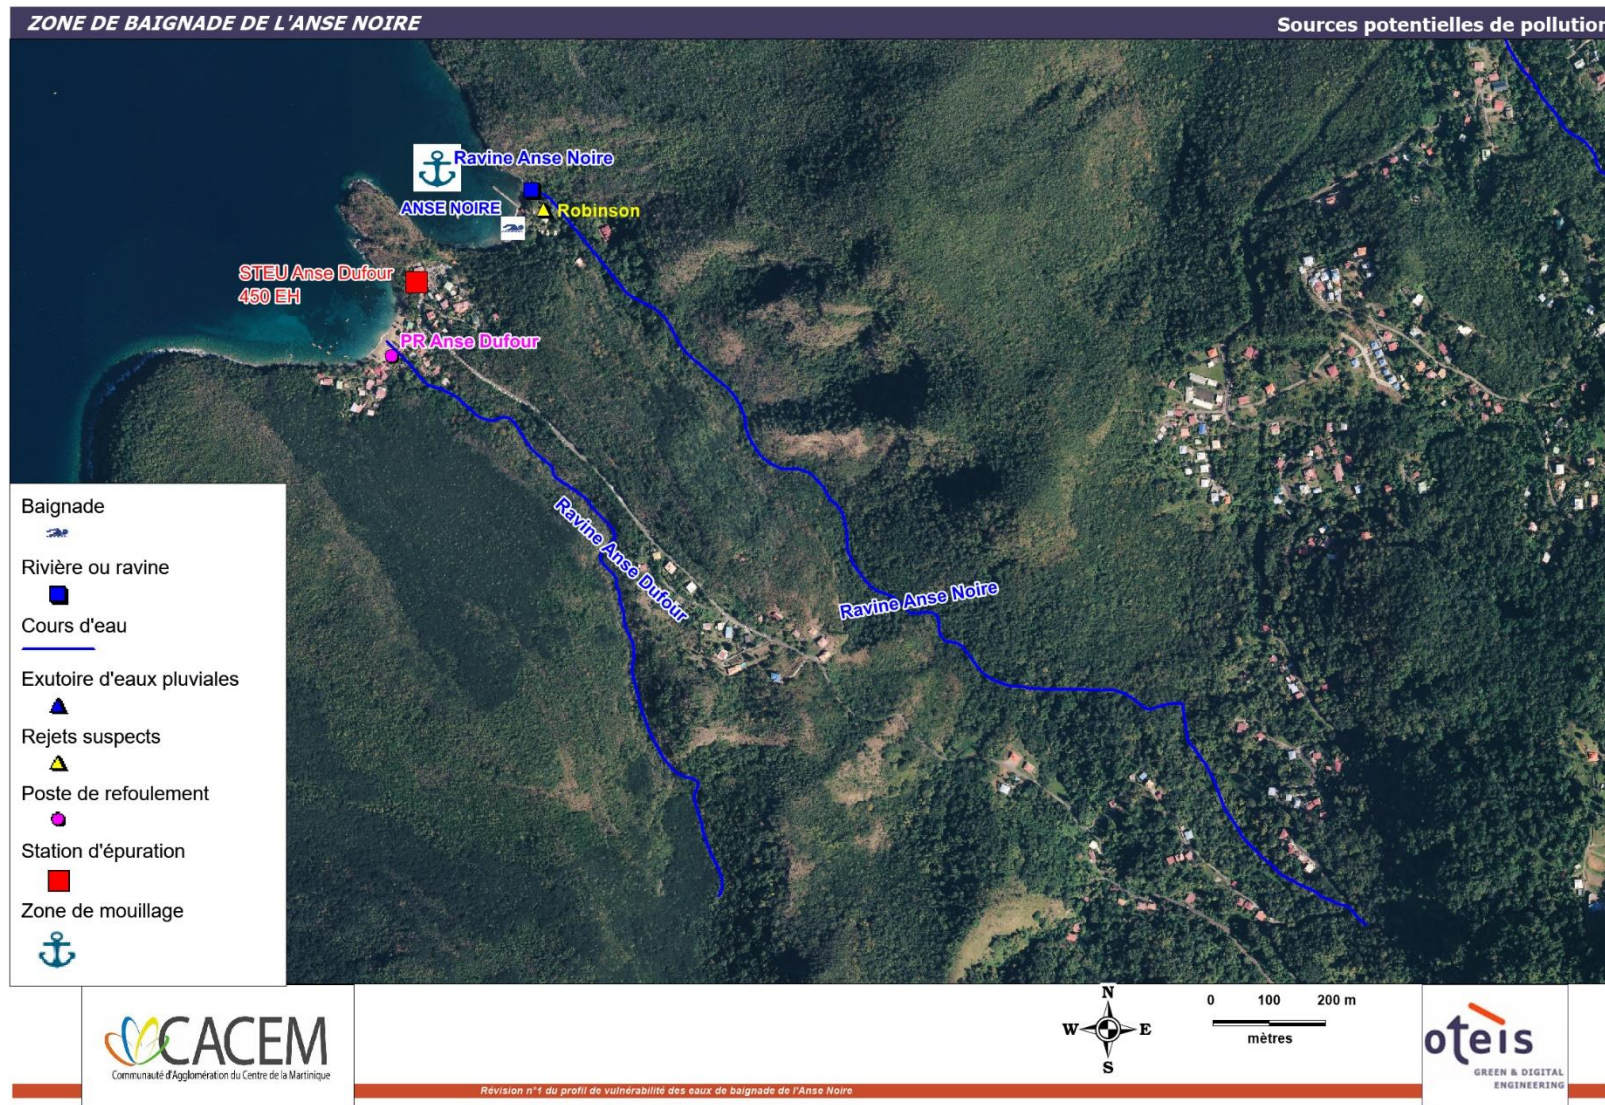 ZONE DE BAIGNADE DE L'ANSE NOIRE
Sources potentielles de pollution
Ravine Anse Noire
ANSE NOIRE
Robinson
STEU Anse Dufour
450 EH
PR Anse Dufour
Ravine Anse Dufour
Ravine Anse Noire
Baignade
Rivière ou ravine
Cours d'eau
Exutoire d'eaux pluviales
Rejets suspects
Poste de refoulement
Station d'épuration
Zone de mouillage
CACEM
Communauté d'Agglomération du Centre de la Martinique
N
W E
S
0 100 200 m
mètres
oteis
GREEN & DIGITAL
ENGINEERING
Révision n°1 du profil de vulnérabilité des eaux de baignade de l'Anse Noire